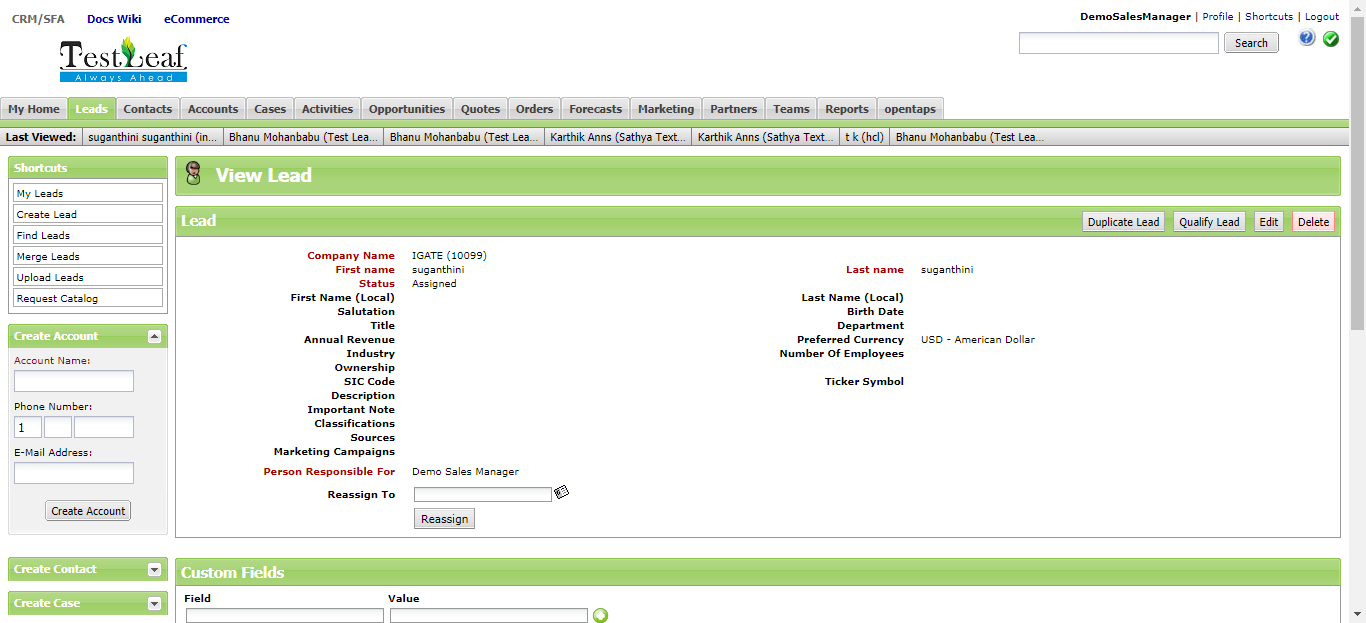 CRM/SFA Docs Wiki eCommerce
DemoSalesManager | Profile | Shortcuts | Logout
Search
TestLeaf
Always Ahead
My Home Leads Contacts Accounts Cases Activities Opportunities Quotes Orders Forecasts Marketing Partners Teams Reports opentaps
Last Viewed: suganthini suganthini (in... Bhanu Mohanbabu (Test Lea... Bhanu Mohanbabu (Test Lea... Karthik Anns (Sathya Text... Karthik Anns (Sathya Text... t k (hcl) Bhanu Mohanbabu (Test Lea...
Shortcuts
My Leads
Create Lead
Find Leads
Merge Leads
Upload Leads
Request Catalog
Create Account
Account Name:
Phone Number:
1
E-Mail Address:
Create Account
Create Contact
Create Case
View Lead
Lead Duplicate Lead Qualify Lead Edit Delete
Company Name IGATE (10099)
First name suganthini Last name suganthini
Status Assigned
First Name (Local) Last Name (Local)
Salutation Birth Date
Title Department
Annual Revenue Preferred Currency USD - American Dollar
Industry Number Of Employees
Ownership
SIC Code Ticker Symbol
Description
Important Note
Classifications
Sources
Marketing Campaigns
Person Responsible For Demo Sales Manager
Reassign To
Reassign
Custom Fields
Field Value